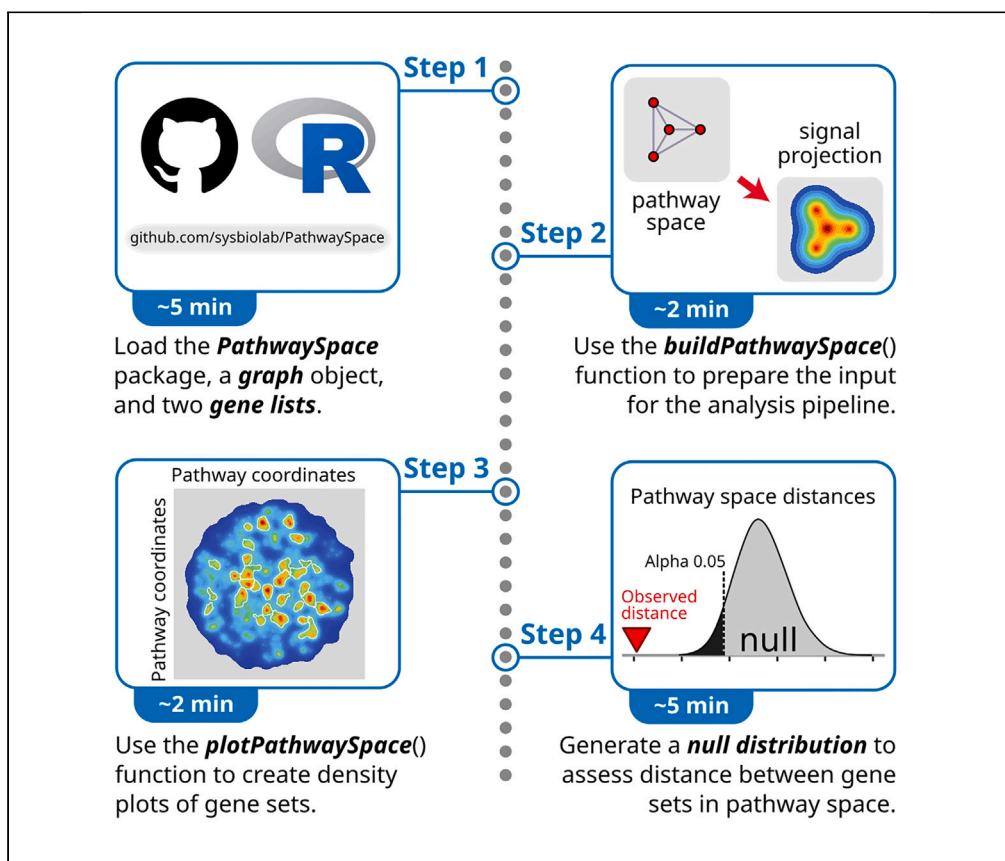 Step 1
R
github.com/sysbiolab/PathwaySpace
~5 min
Load the PathwaySpace
package, a graph object,
and two gene lists.
Step 2
pathway
space
signal
projection
~2 min
Use the buildPathwaySpace()
function to prepare the input
for the analysis pipeline.
Step 3
Pathway coordinates
Pathway coordinates
~2 min
Use the plotPathwaySpace()
function to create density
plots of gene sets.
Step 4
Pathway space distances
Alpha 0.05
Observed
distance
null
~5 min
Generate a null distribution to
assess distance between gene
sets in pathway space.